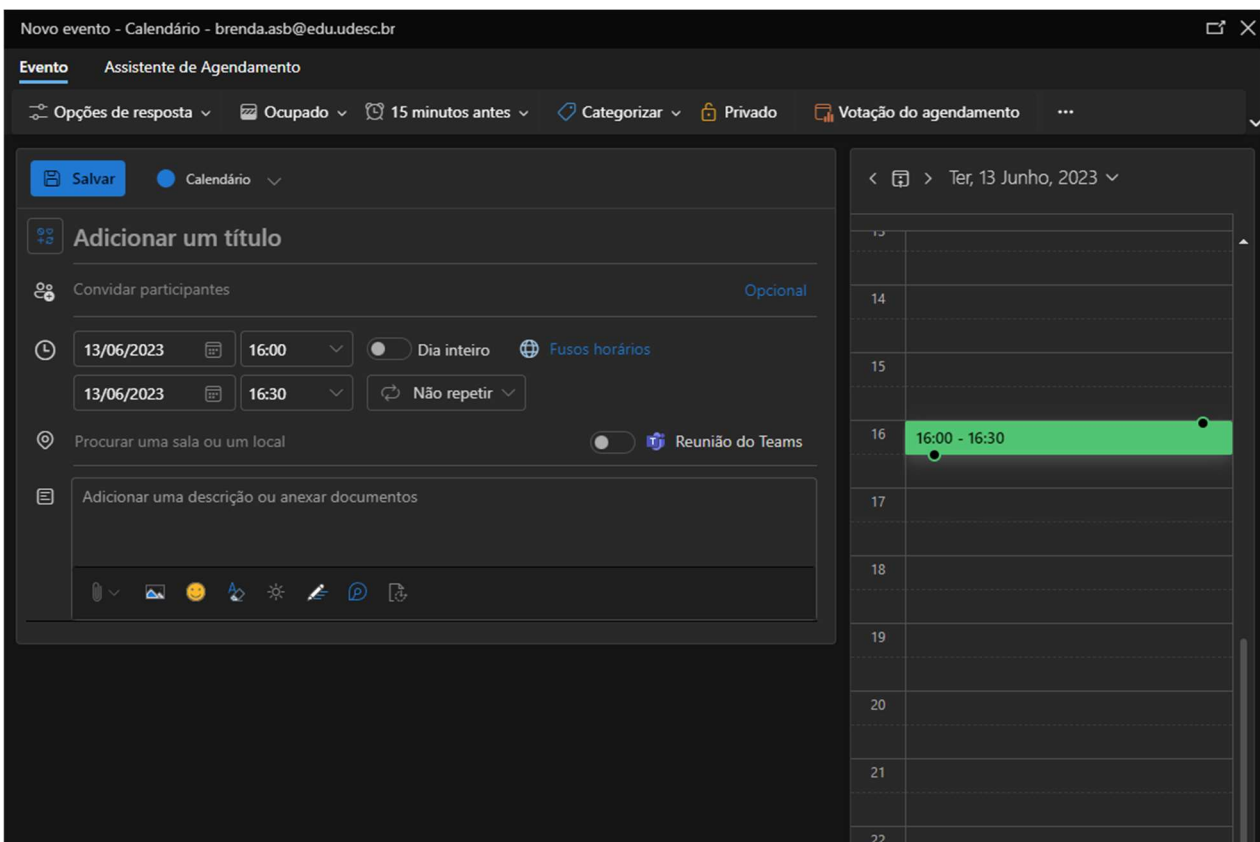 Novo evento - Calendário - brenda.asb@edu.udesc.br
Evento Assistente de Agendamento
Opções de resposta Ocupado 15 minutos antes Categorizar Privado Votação do agendamento ...
Salvar Calendário
Adicionar um título
Convidar participantes Opcional
13/06/2023 16:00 Dia inteiro Fusos horários
13/06/2023 16:30 Não repetir
Procurar uma sala ou um local Reunião do Teams
Adicionar uma descrição ou anexar documentos
Ter, 13 Junho, 2023
14
15
16 16:00 - 16:30
17
18
19
20
21
22